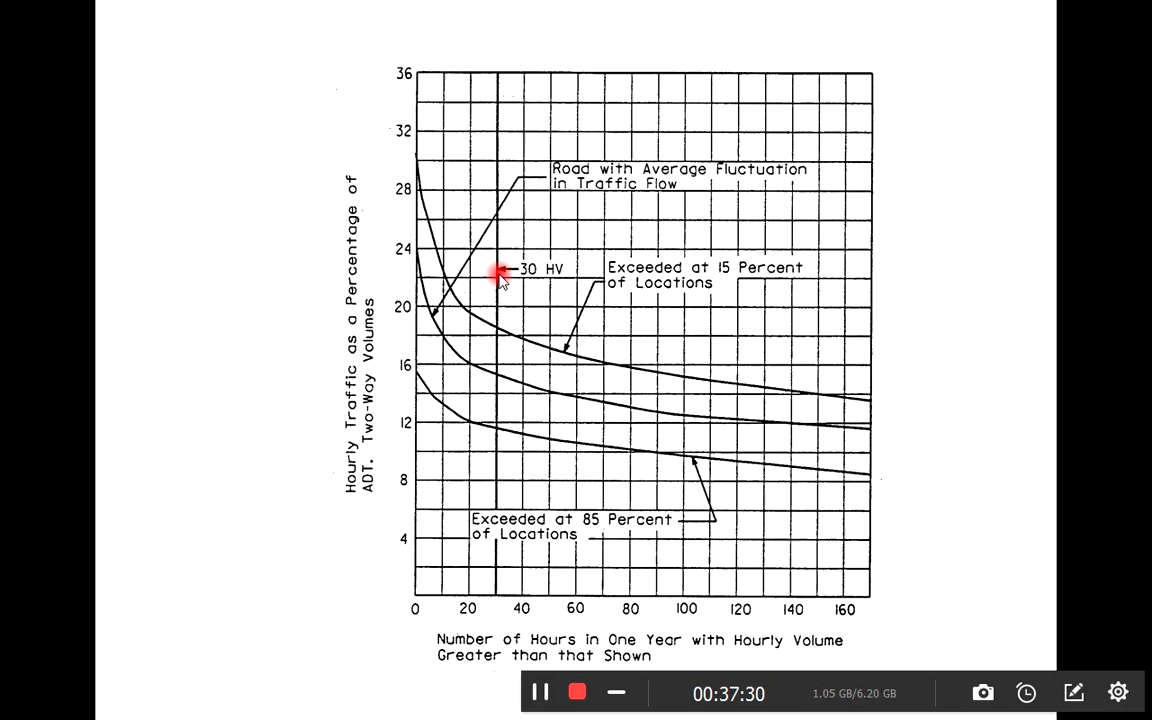 36
32
28
24
20
16
12
8
4
Hourly Traffic as a Percentage of
ADT. Two-Way Volumes
Road with Average Fluctuation
in Traffic Flow
30 HV
Exceeded at 15 Percent
of Locations
Exceeded at 85 Percent
of Locations
0 20 40 60 80 100 120 140 160
Number of Hours in One Year with Hourly Volume
Greater than that Shown
00:37:30
1.05 GB/6.20 GB